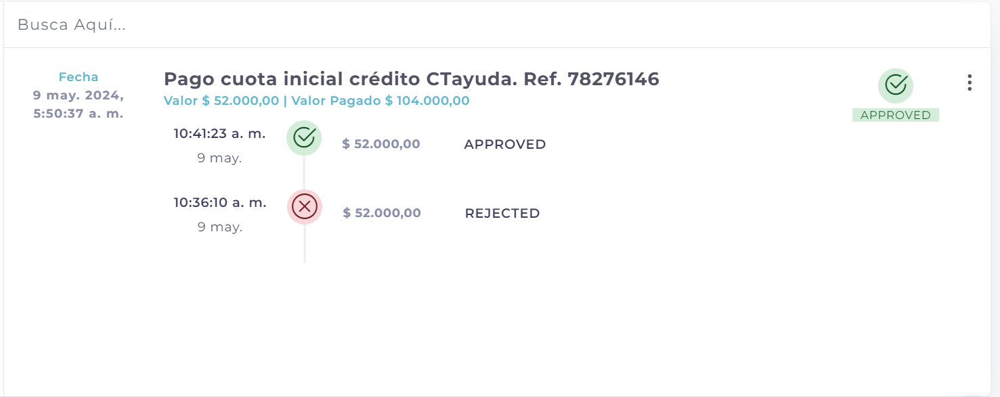 Busca Aquí...
Fecha
9 may. 2024,
5:50:37 a. m.
Pago cuota inicial crédito CTayuda. Ref. 78276146
Valor $ 52.000,00 | Valor Pagado $ 104.000,00
APPROVED
10:41:23 a. m.
9 may.
$ 52.000,00
APPROVED
10:36:10 a. m.
9 may.
$ 52.000,00
REJECTED